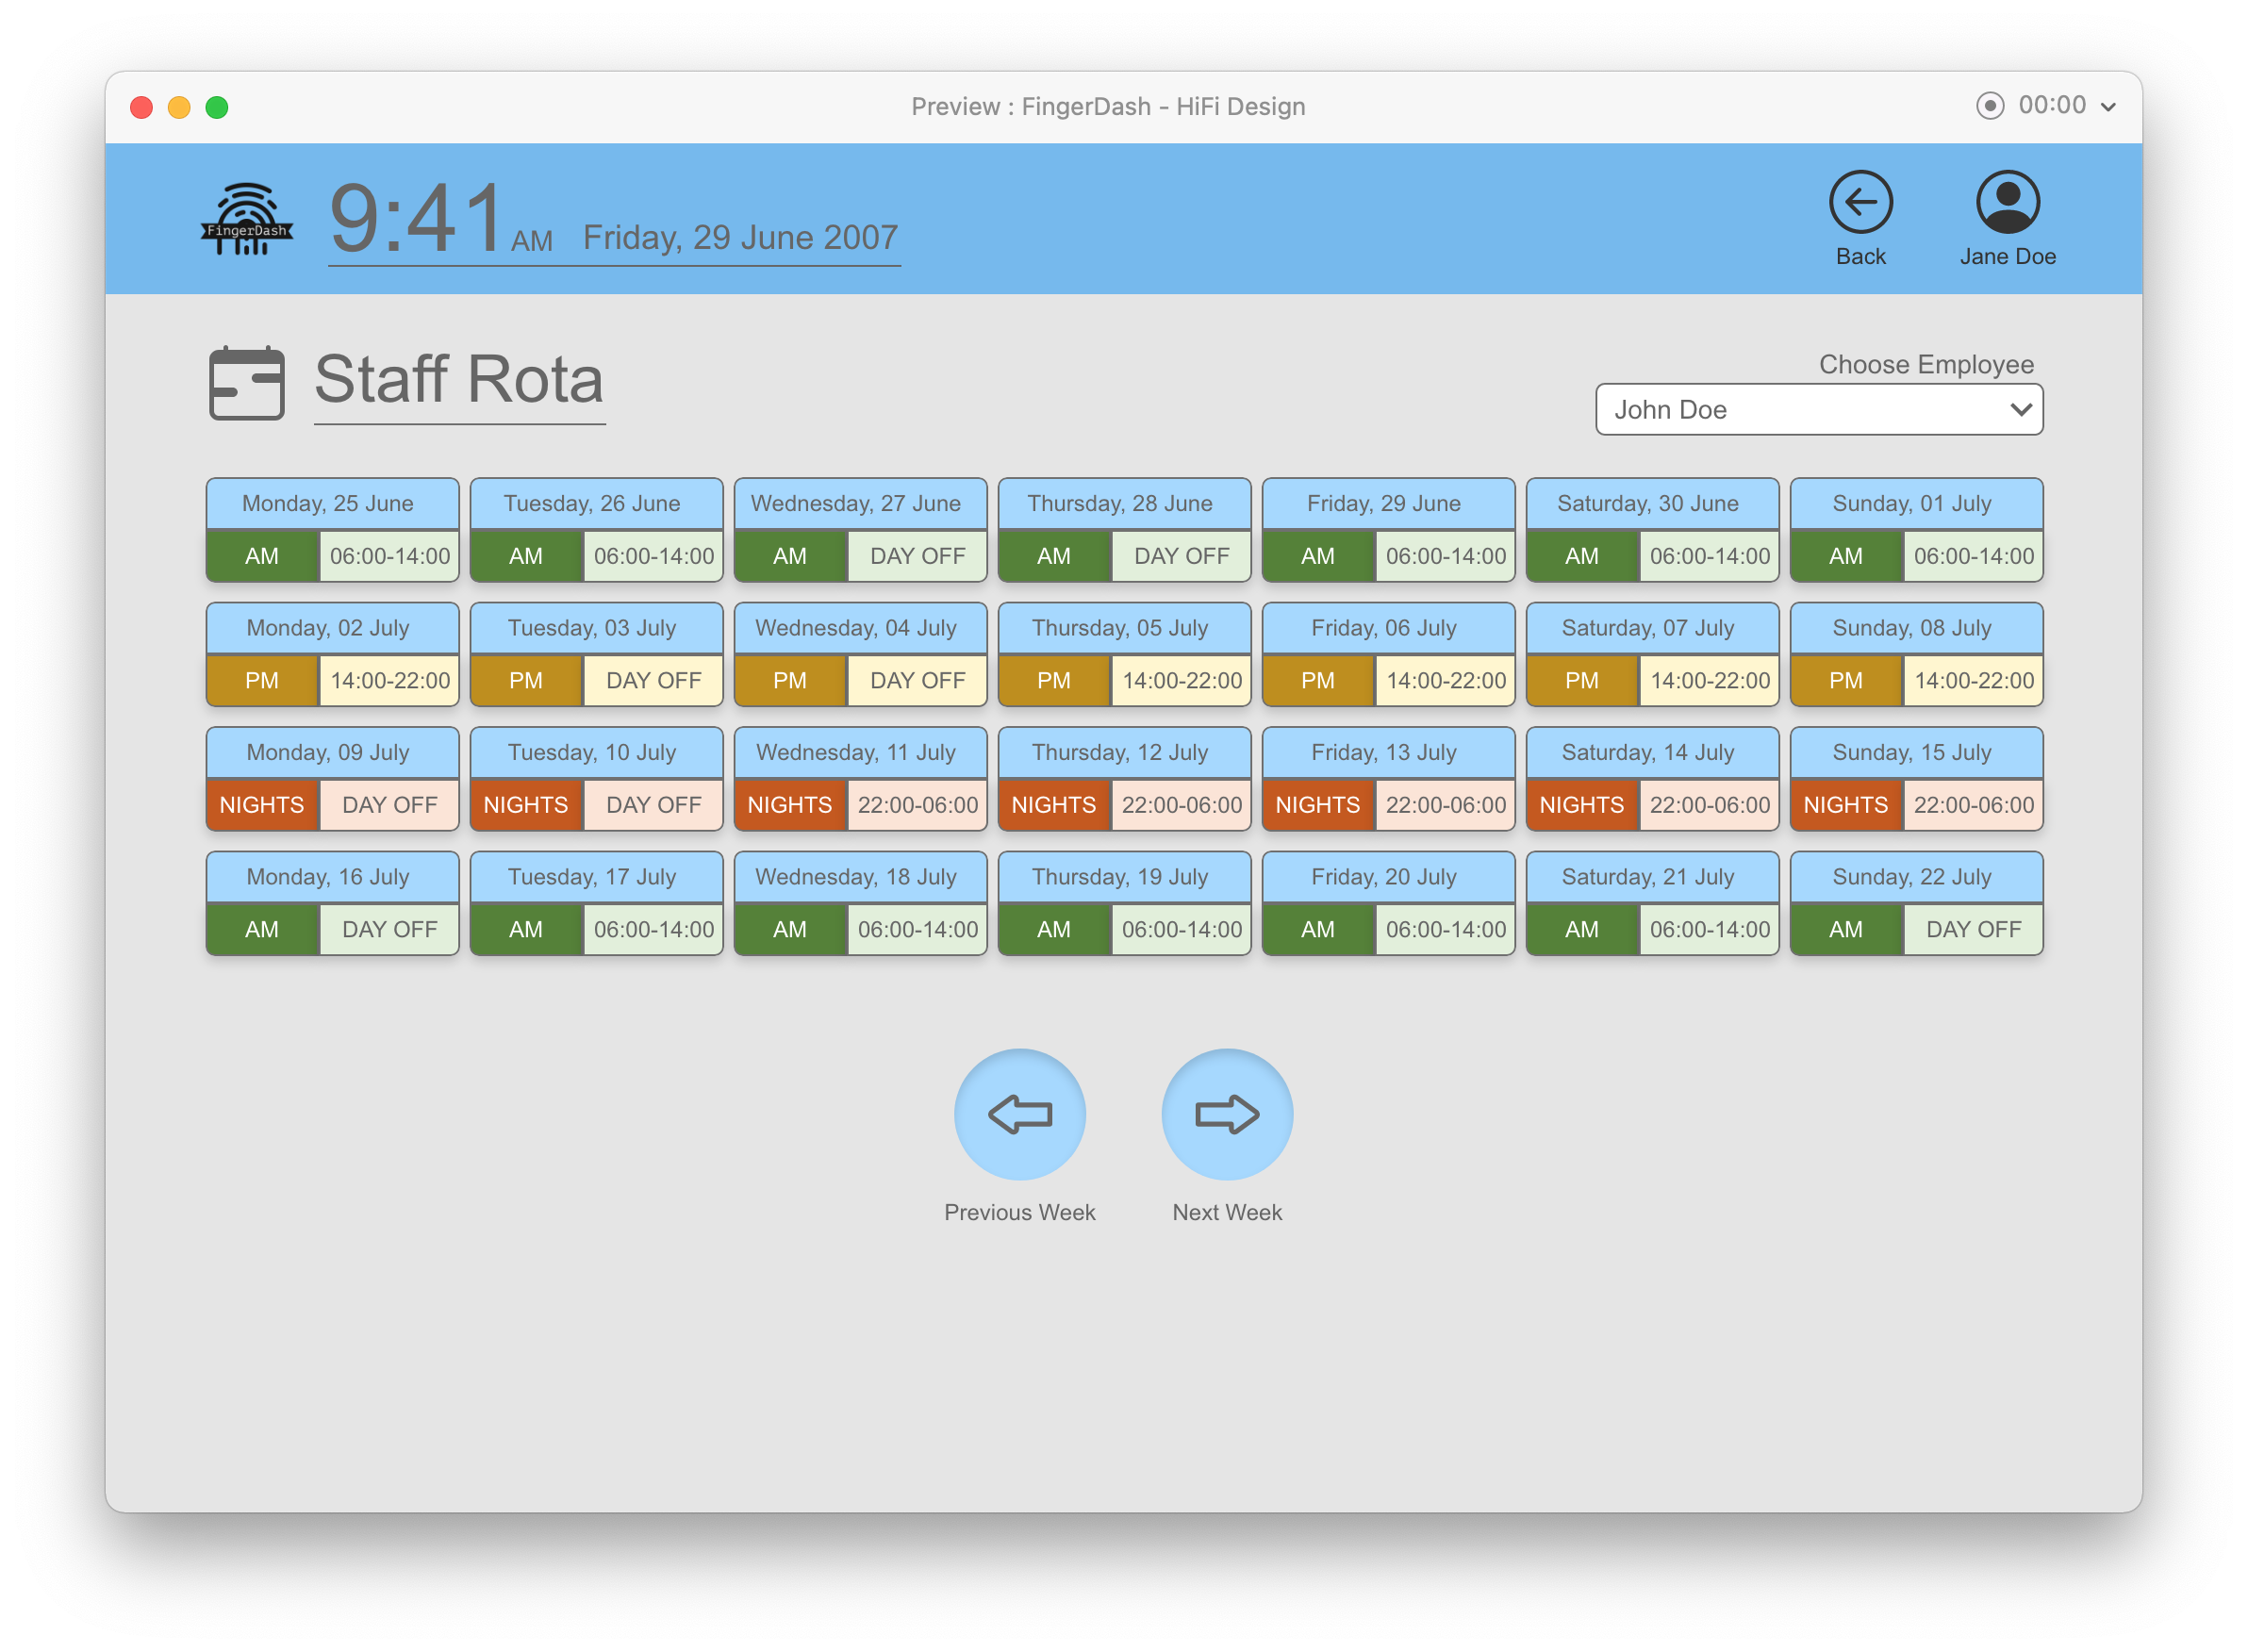 Preview : FingerDash - HiFi Design
00:00
FingerDash
9:41 AM Friday, 29 June 2007
Back
Jane Doe
Staff Rota
Choose Employee
John Doe
Monday, 25 June Tuesday, 26 June Wednesday, 27 June Thursday, 28 June Friday, 29 June Saturday, 30 June Sunday, 01 July
AM 06:00-14:00 AM 06:00-14:00 AM DAY OFF AM DAY OFF AM 06:00-14:00 AM 06:00-14:00 AM 06:00-14:00
Monday, 02 July Tuesday, 03 July Wednesday, 04 July Thursday, 05 July Friday, 06 July Saturday, 07 July Sunday, 08 July
PM 14:00-22:00 PM DAY OFF PM DAY OFF PM 14:00-22:00 PM 14:00-22:00 PM 14:00-22:00 PM 14:00-22:00
Monday, 09 July Tuesday, 10 July Wednesday, 11 July Thursday, 12 July Friday, 13 July Saturday, 14 July Sunday, 15 July
NIGHTS DAY OFF NIGHTS DAY OFF NIGHTS 22:00-06:00 NIGHTS 22:00-06:00 NIGHTS 22:00-06:00 NIGHTS 22:00-06:00 NIGHTS 22:00-06:00
Monday, 16 July Tuesday, 17 July Wednesday, 18 July Thursday, 19 July Friday, 20 July Saturday, 21 July Sunday, 22 July
AM DAY OFF AM 06:00-14:00 AM 06:00-14:00 AM 06:00-14:00 AM 06:00-14:00 AM 06:00-14:00 AM DAY OFF
Previous Week
Next Week